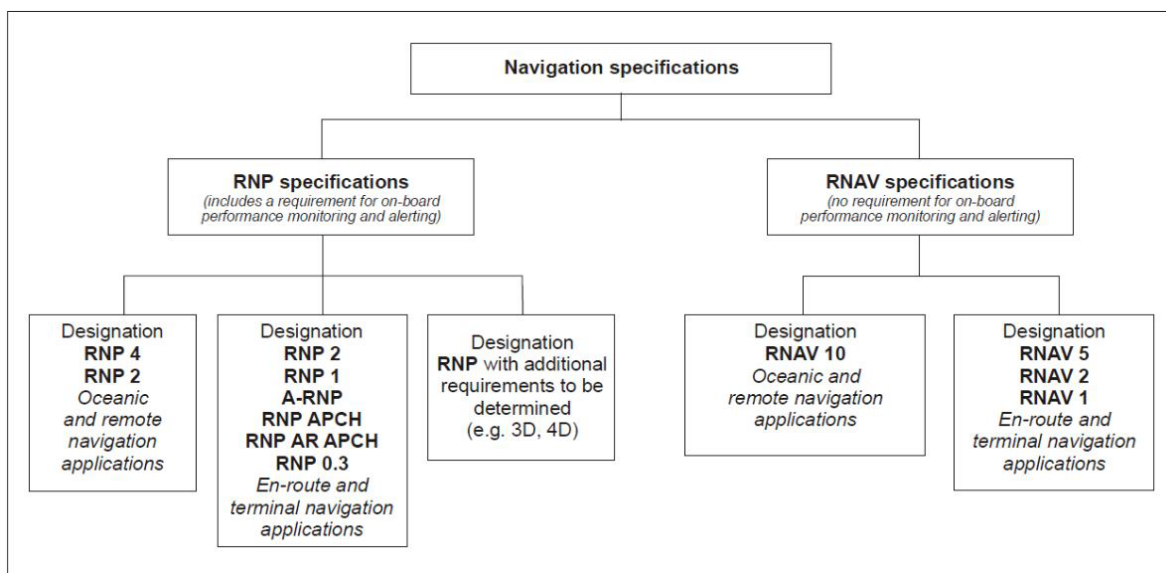 Navigation specifications
RNP specifications
(includes a requirement for on-board
performance monitoring and alerting)
RNAV specifications
(no requirement for on-board
performance monitoring and alerting)
Designation
RNP 4
RNP 2
Oceanic
and remote
navigation
applications
Designation
RNP 2
RNP 1
A-RNP
RNP APCH
RNP AR APCH
RNP 0.3
En-route and
terminal navigation
applications
Designation
RNP with additional
requirements to be
determined
(e.g. 3D, 4D)
Designation
RNAV 10
Oceanic and
remote navigation
applications
Designation
RNAV 5
RNAV 2
RNAV 1
En-route and
terminal navigation
applications